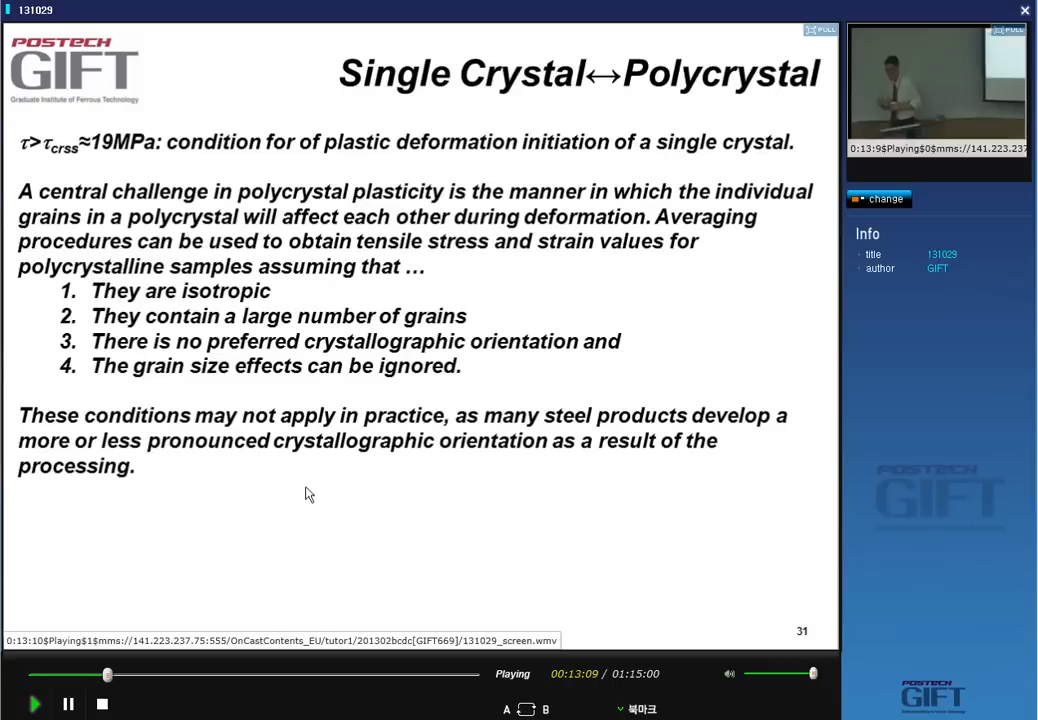 131029
POSTECH
GIFT
Graduate Institute of Ferrous Technology
FULL
Single Crystal↔Polycrystal
τ>τcrss≈19MPa: condition for of plastic deformation initiation of a single crystal.
A central challenge in polycrystal plasticity is the manner in which the individual
grains in a polycrystal will affect each other during deformation. Averaging
procedures can be used to obtain tensile stress and strain values for
polycrystalline samples assuming that …
1. They are isotropic
2. They contain a large number of grains
3. There is no preferred crystallographic orientation and
4. The grain size effects can be ignored.
These conditions may not apply in practice, as many steel products develop a
more or less pronounced crystallographic orientation as a result of the
processing.
31
0:13:10$Playing$1$mms://141.223.237.75:555/OnCastContents_EU/tutor1/201302bcdc[GIFT669]/131029_screen.wmv
Playing
00:13:09 / 01:15:00
A B
북마크
FULL
0:13:9$Playing$0$mms://141.223.237
change
Info
title 131029
author GIFT
POSTECH
GIFT
POSTECH
GIFT